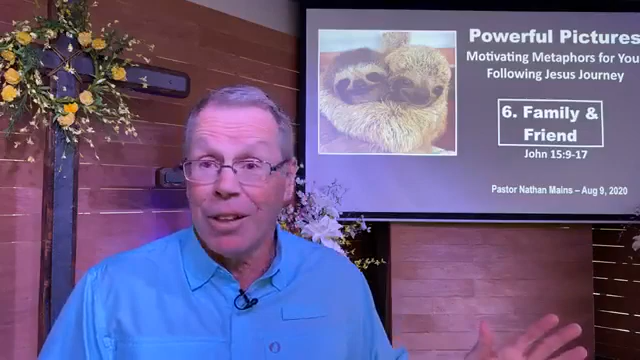 Powerful Pictures
Motivating Metaphors for You
Following Jesus Journey
6. Family &
Friend
John 15:9-17
Pastor Nathan Mains – Aug 9, 2020